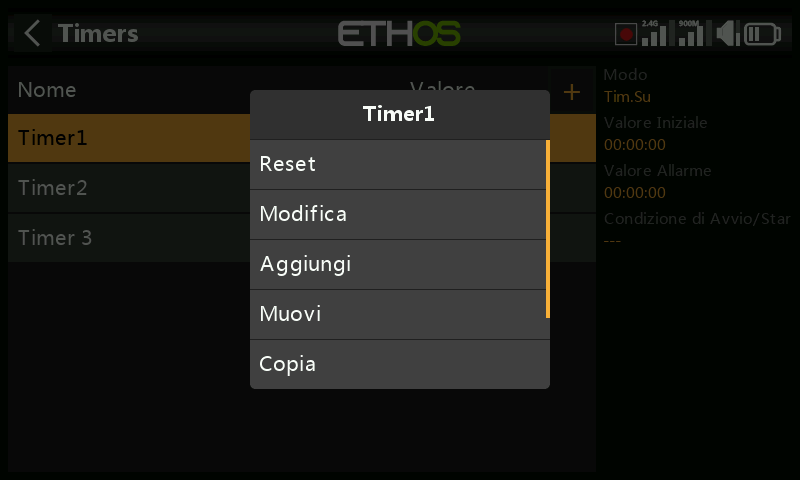 Timers
ETHOS
2.4G
900M
Nome
Valore
+
Modo
Tim.Su
Timer1
Valore Iniziale
00:00:00
Timer1
Reset
Valore Allarme
00:00:00
Timer2
Modifica
Condizione di Avvio/Star
---
Timer 3
Aggiungi
Muovi
Copia